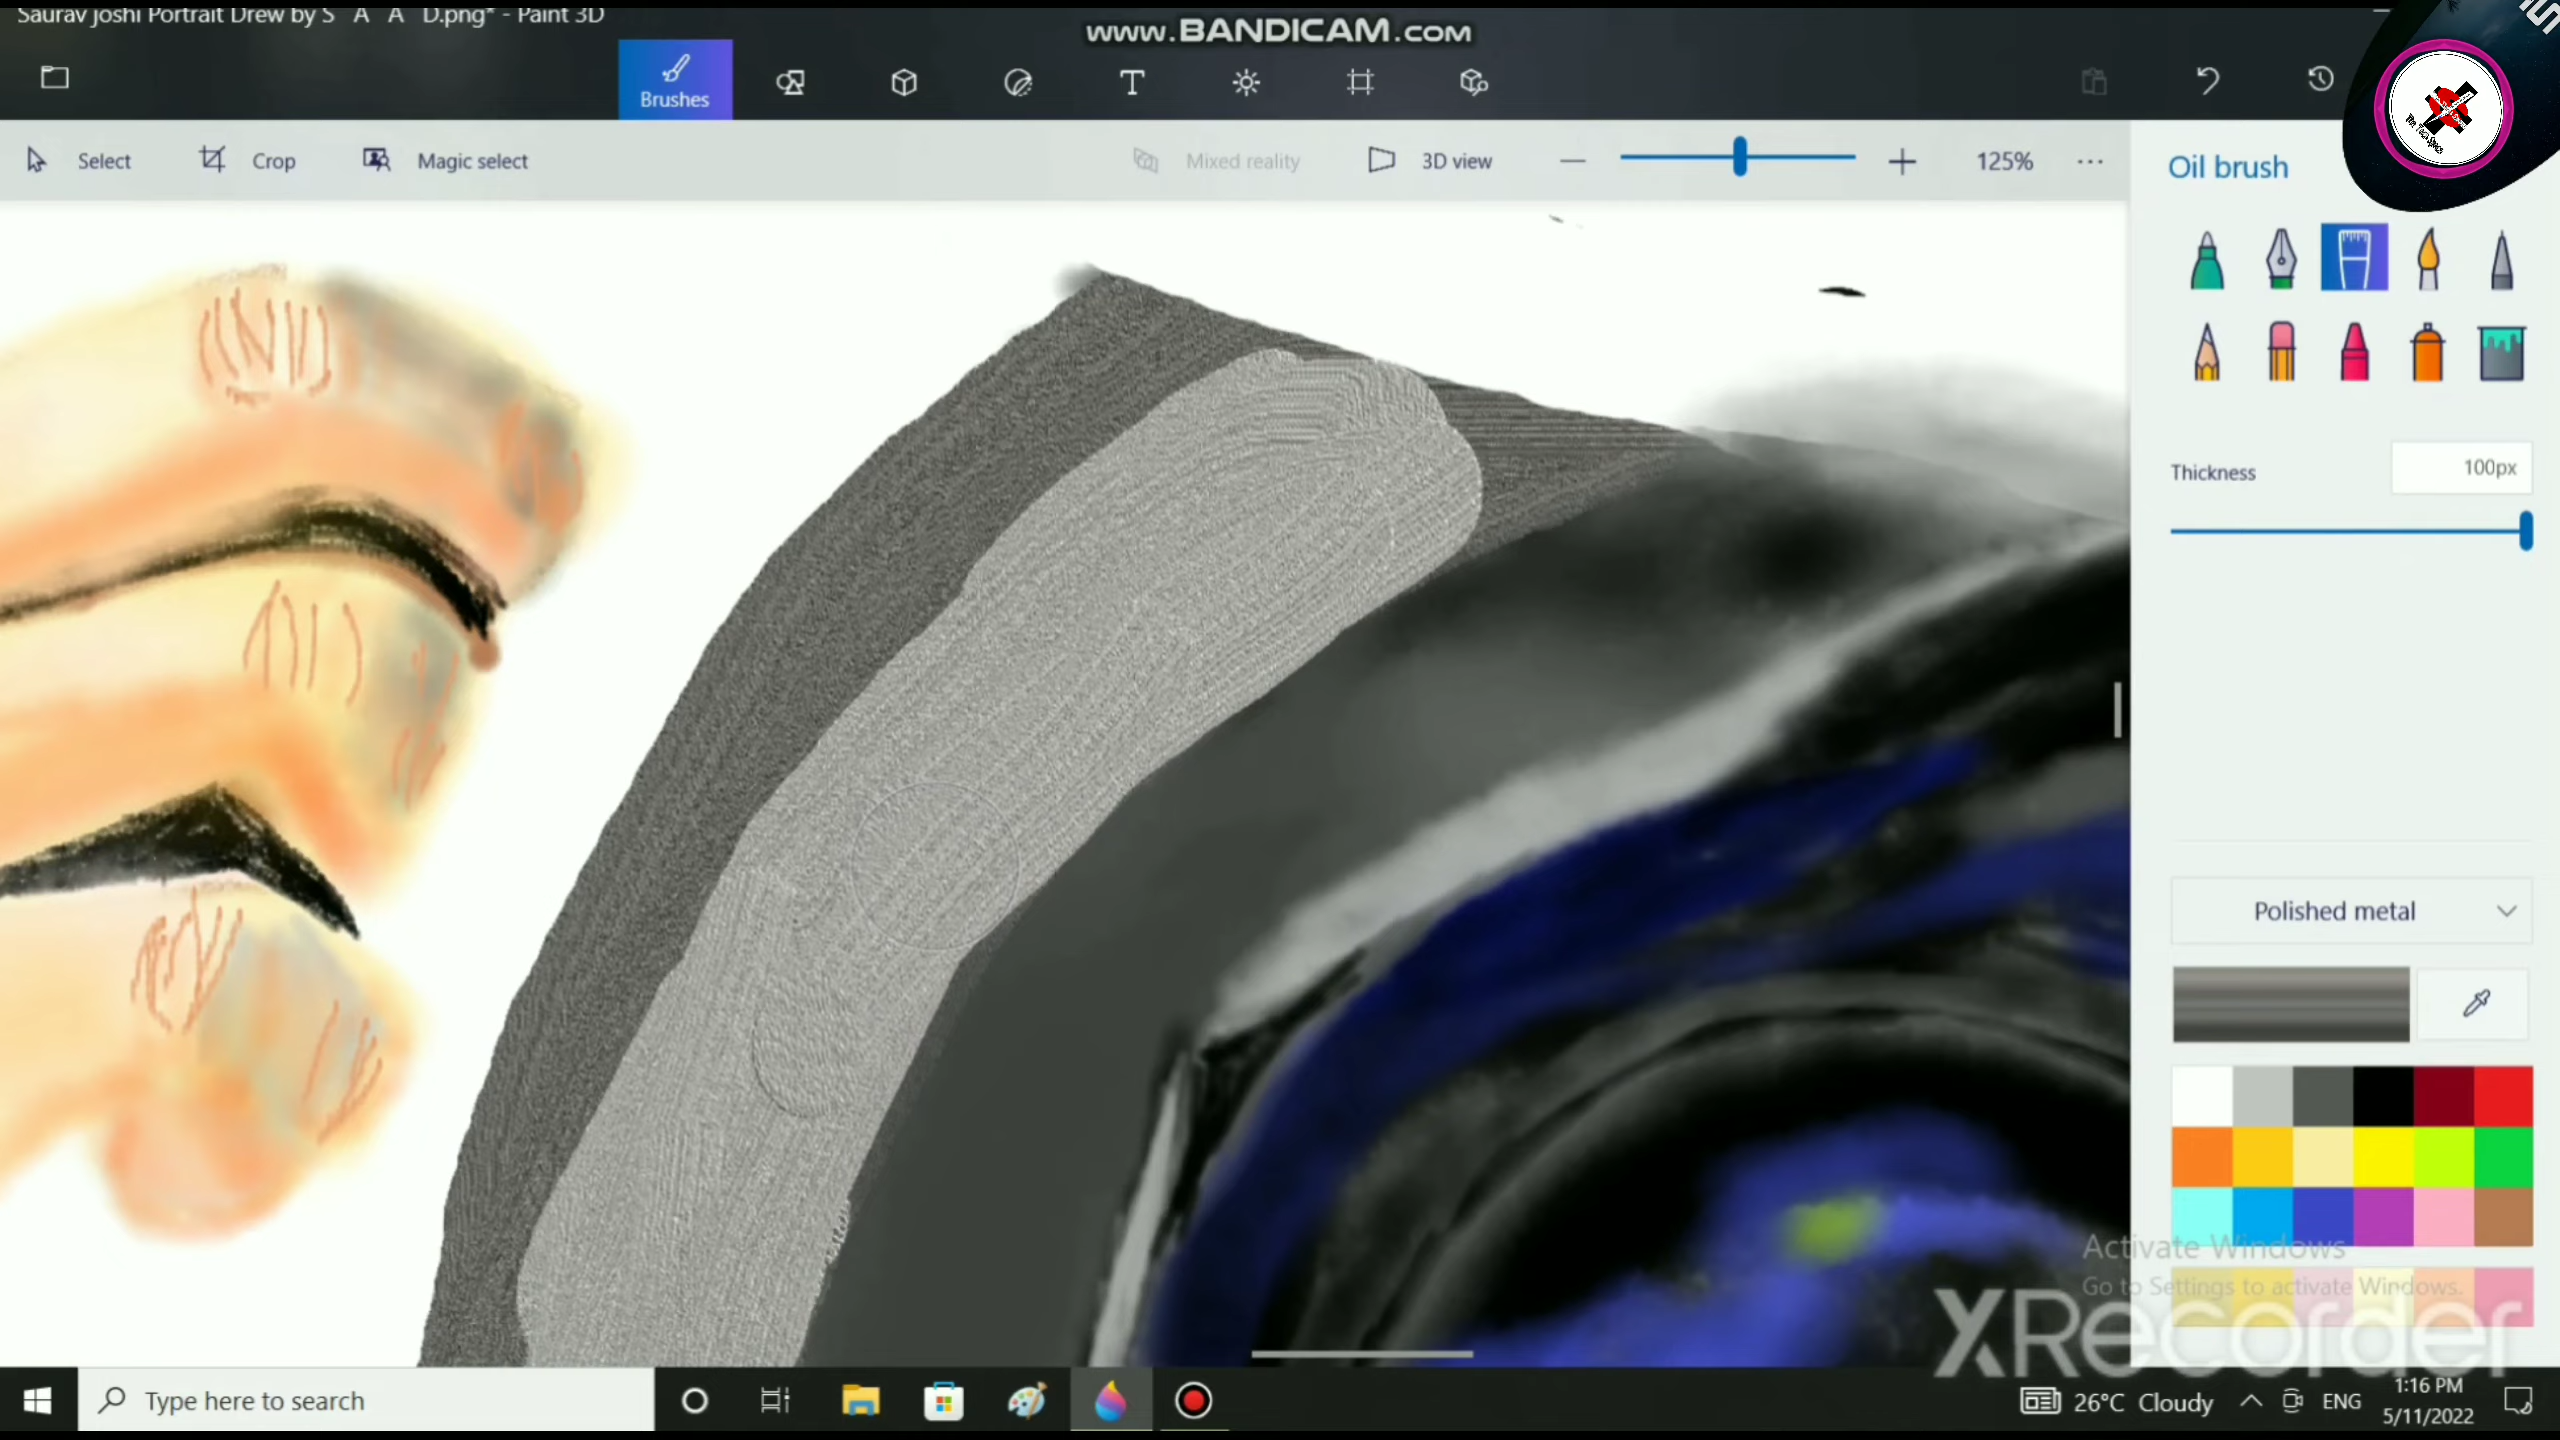 Saurav joshi Portrait Drew by S A A D.png* - Paint 3D
www.BANDICAM.com
Brushes
Select
Crop
Magic select
Mixed reality
3D view
125%
Oil brush
Thickness
100px
Polished metal
Activate Windows
Go to Settings to activate Windows.
XRecorder
Type here to search
26°C Cloudy
ENG
1:16 PM
5/11/2022